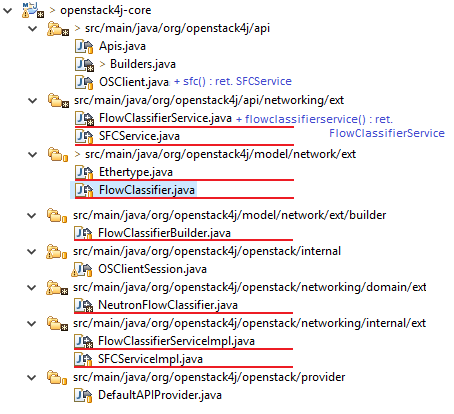 > openstack4j-core
> src/main/java/org/openstack4j/api
Apis.java
> Builders.java
OSClient.java + sfc() : ret. SFCService
src/main/java/org/openstack4j/api/networking/ext
FlowClassifierService.java + flowclassifierservice() : ret.
FlowClassifierService
SFCService.java
> src/main/java/org/openstack4j/model/network/ext
Ethertype.java
FlowClassifier.java
src/main/java/org/openstack4j/model/network/ext/builder
FlowClassifierBuilder.java
src/main/java/org/openstack4j/openstack/internal
OSClientSession.java
src/main/java/org/openstack4j/openstack/networking/domain/ext
NeutronFlowClassifier.java
src/main/java/org/openstack4j/openstack/networking/internal/ext
FlowClassifierServiceImpl.java
SFCServiceImpl.java
src/main/java/org/openstack4j/openstack/provider
DefaultAPIProvider.java